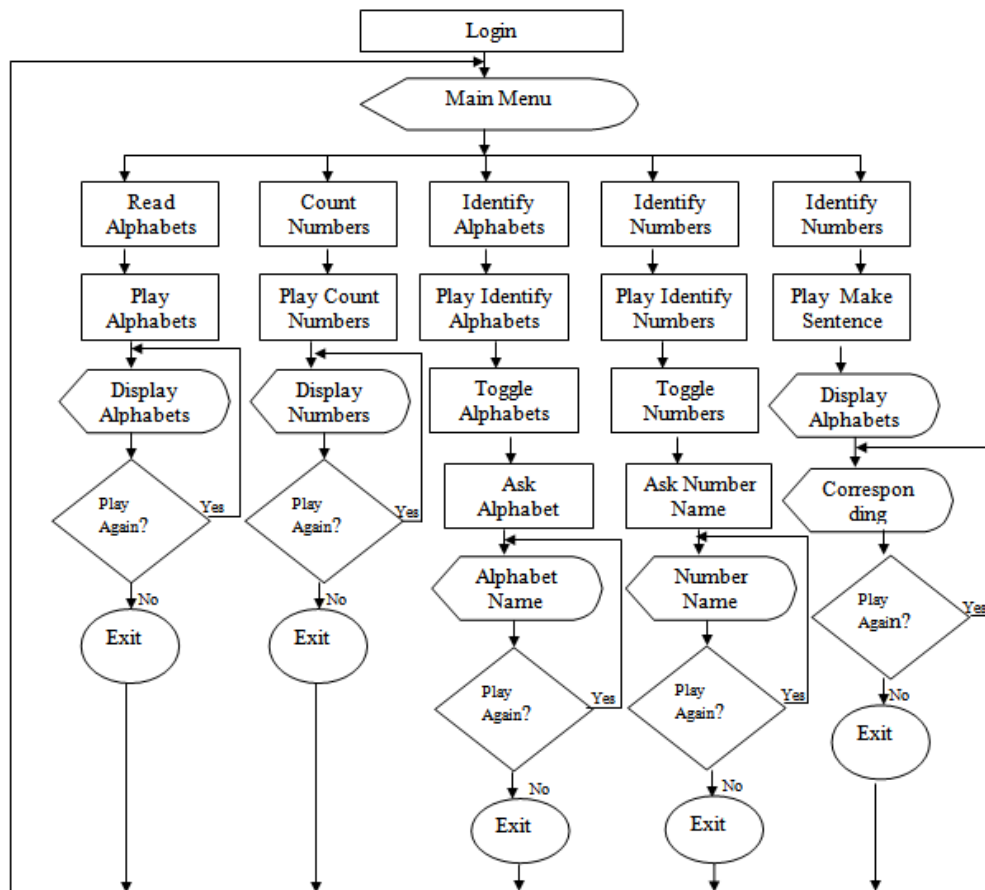 Login
Main Menu
Read
Alphabets
Count
Numbers
Identify
Alphabets
Identify
Numbers
Identify
Numbers
Play
Alphabets
Play Count
Numbers
Play Identify
Alphabets
Play Identify
Numbers
Play Make
Sentence
Display
Alphabets
Display
Numbers
Toggle
Alphabets
Toggle
Numbers
Display
Alphabets
Play
Again?
Yes
Play
Again?
Yes
Ask
Alphabet
Ask Number
Name
Correspon
ding
Alphabet
Name
Number
Name
Play
Again?
Yes
No
Exit
No
Exit
Play
Again?
Yes
Play
Again?
Yes
No
Exit
No
Exit
No
Exit